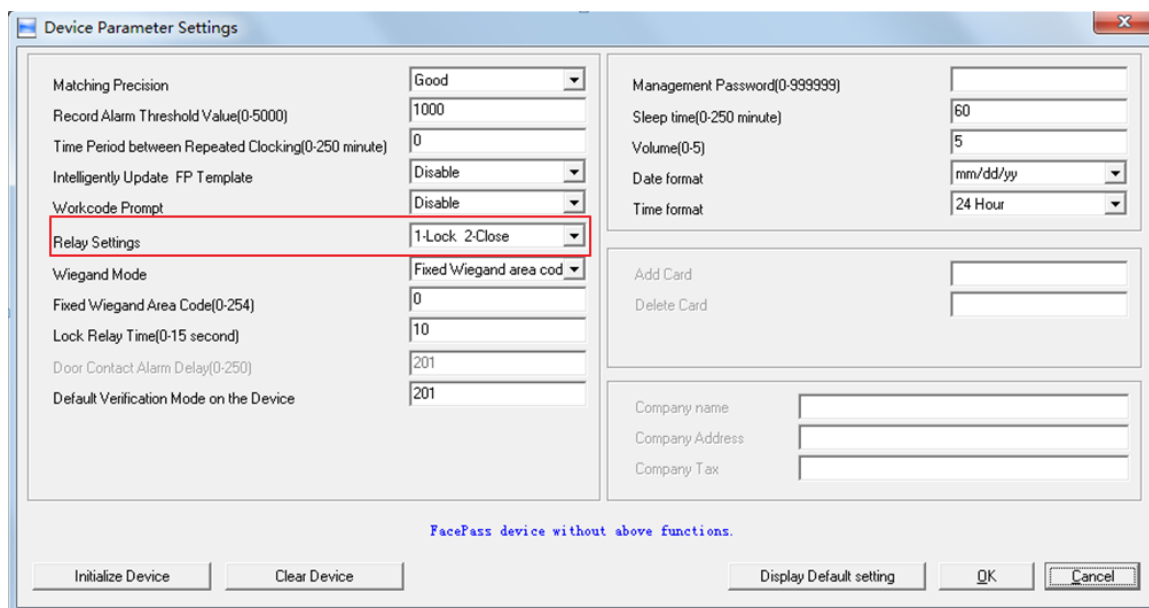 Device Parameter Settings
Matching Precision Good
Record Alarm Threshold Value(0-5000) 1000
Time Period between Repeated Clocking(0-250 minute) 0
Intelligently Update FP Template Disable
Workcode Prompt Disable
Relay Settings 1-Lock 2-Close
Wiegand Mode Fixed Wiegand area cod
Fixed Wiegand Area Code(0-254) 0
Lock Relay Time(0-15 second) 10
Door Contact Alarm Delay(0-250) 201
Default Verification Mode on the Device 201
Management Password(0-999999)
Sleep time(0-250 minute) 60
Volume(0-5) 5
Date format mm/dd/yy
Time format 24 Hour
Add Card
Delete Card
Company name
Company Address
Company Tax
FacePass device without above functions.
Initialize Device Clear Device Display Default setting OK Cancel